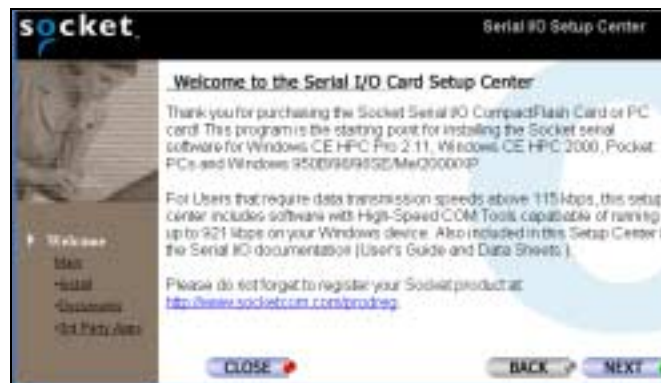 socket
Serial I/O Setup Center
Welcome to the Serial I/O Card Setup Center
Thank you for purchasing the Socket Serial I/O CompactFlash Card or PC
card! This program is the starting point for installing the Socket serial
software for Windows CE HPC Pro 2.11, Windows CE HPC 2000, Pocket
PCs and Windows 95OB/98/98SE/Me/2000/XP
For Users that require data transmission speeds above 115 kbps, this setup
center includes software with High-Speed COM Tools capabable of running
up to 921 kbps on your Windows device. Also included in this Setup Center
the Serial I/O documentation (User's Guide and Data Sheets ).
Please do not forget to register your Socket product at:
http://www.socketcom.com/prodreg.
Welcome
Main
•Install
•Documents
•3rd Party Apps
CLOSE
BACK
NEXT